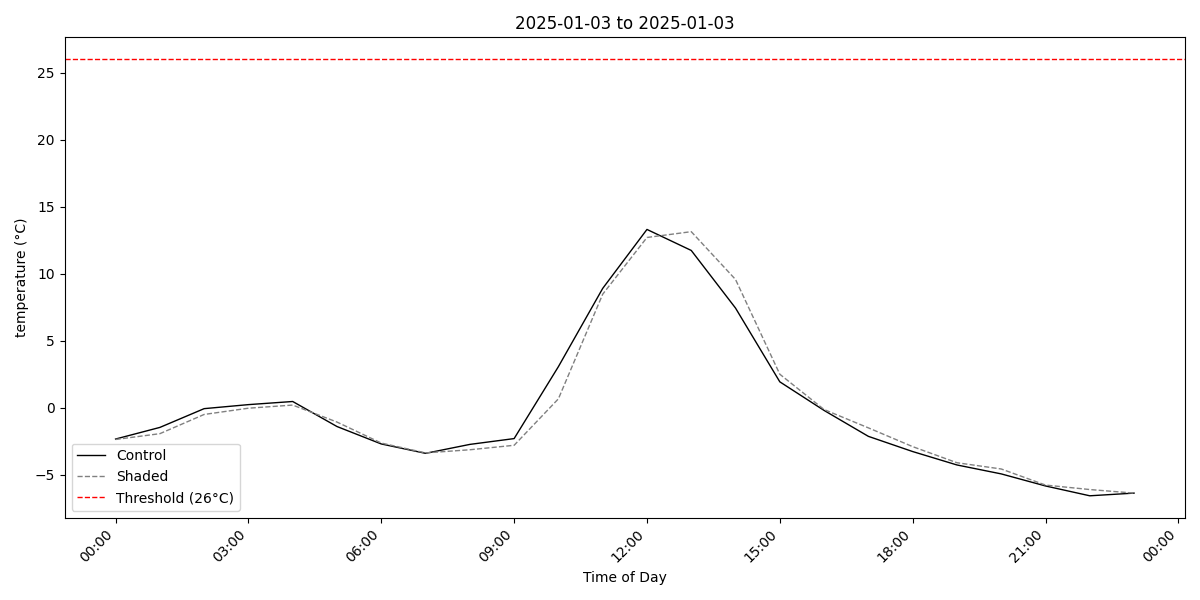 2025-01-03 to 2025-01-03
temperature (°C)
25
20
15
10
5
0
−5
Control
Shaded
Threshold (26°C)
00:00
03:00
06:00
09:00
12:00
15:00
18:00
21:00
00:00
Time of Day